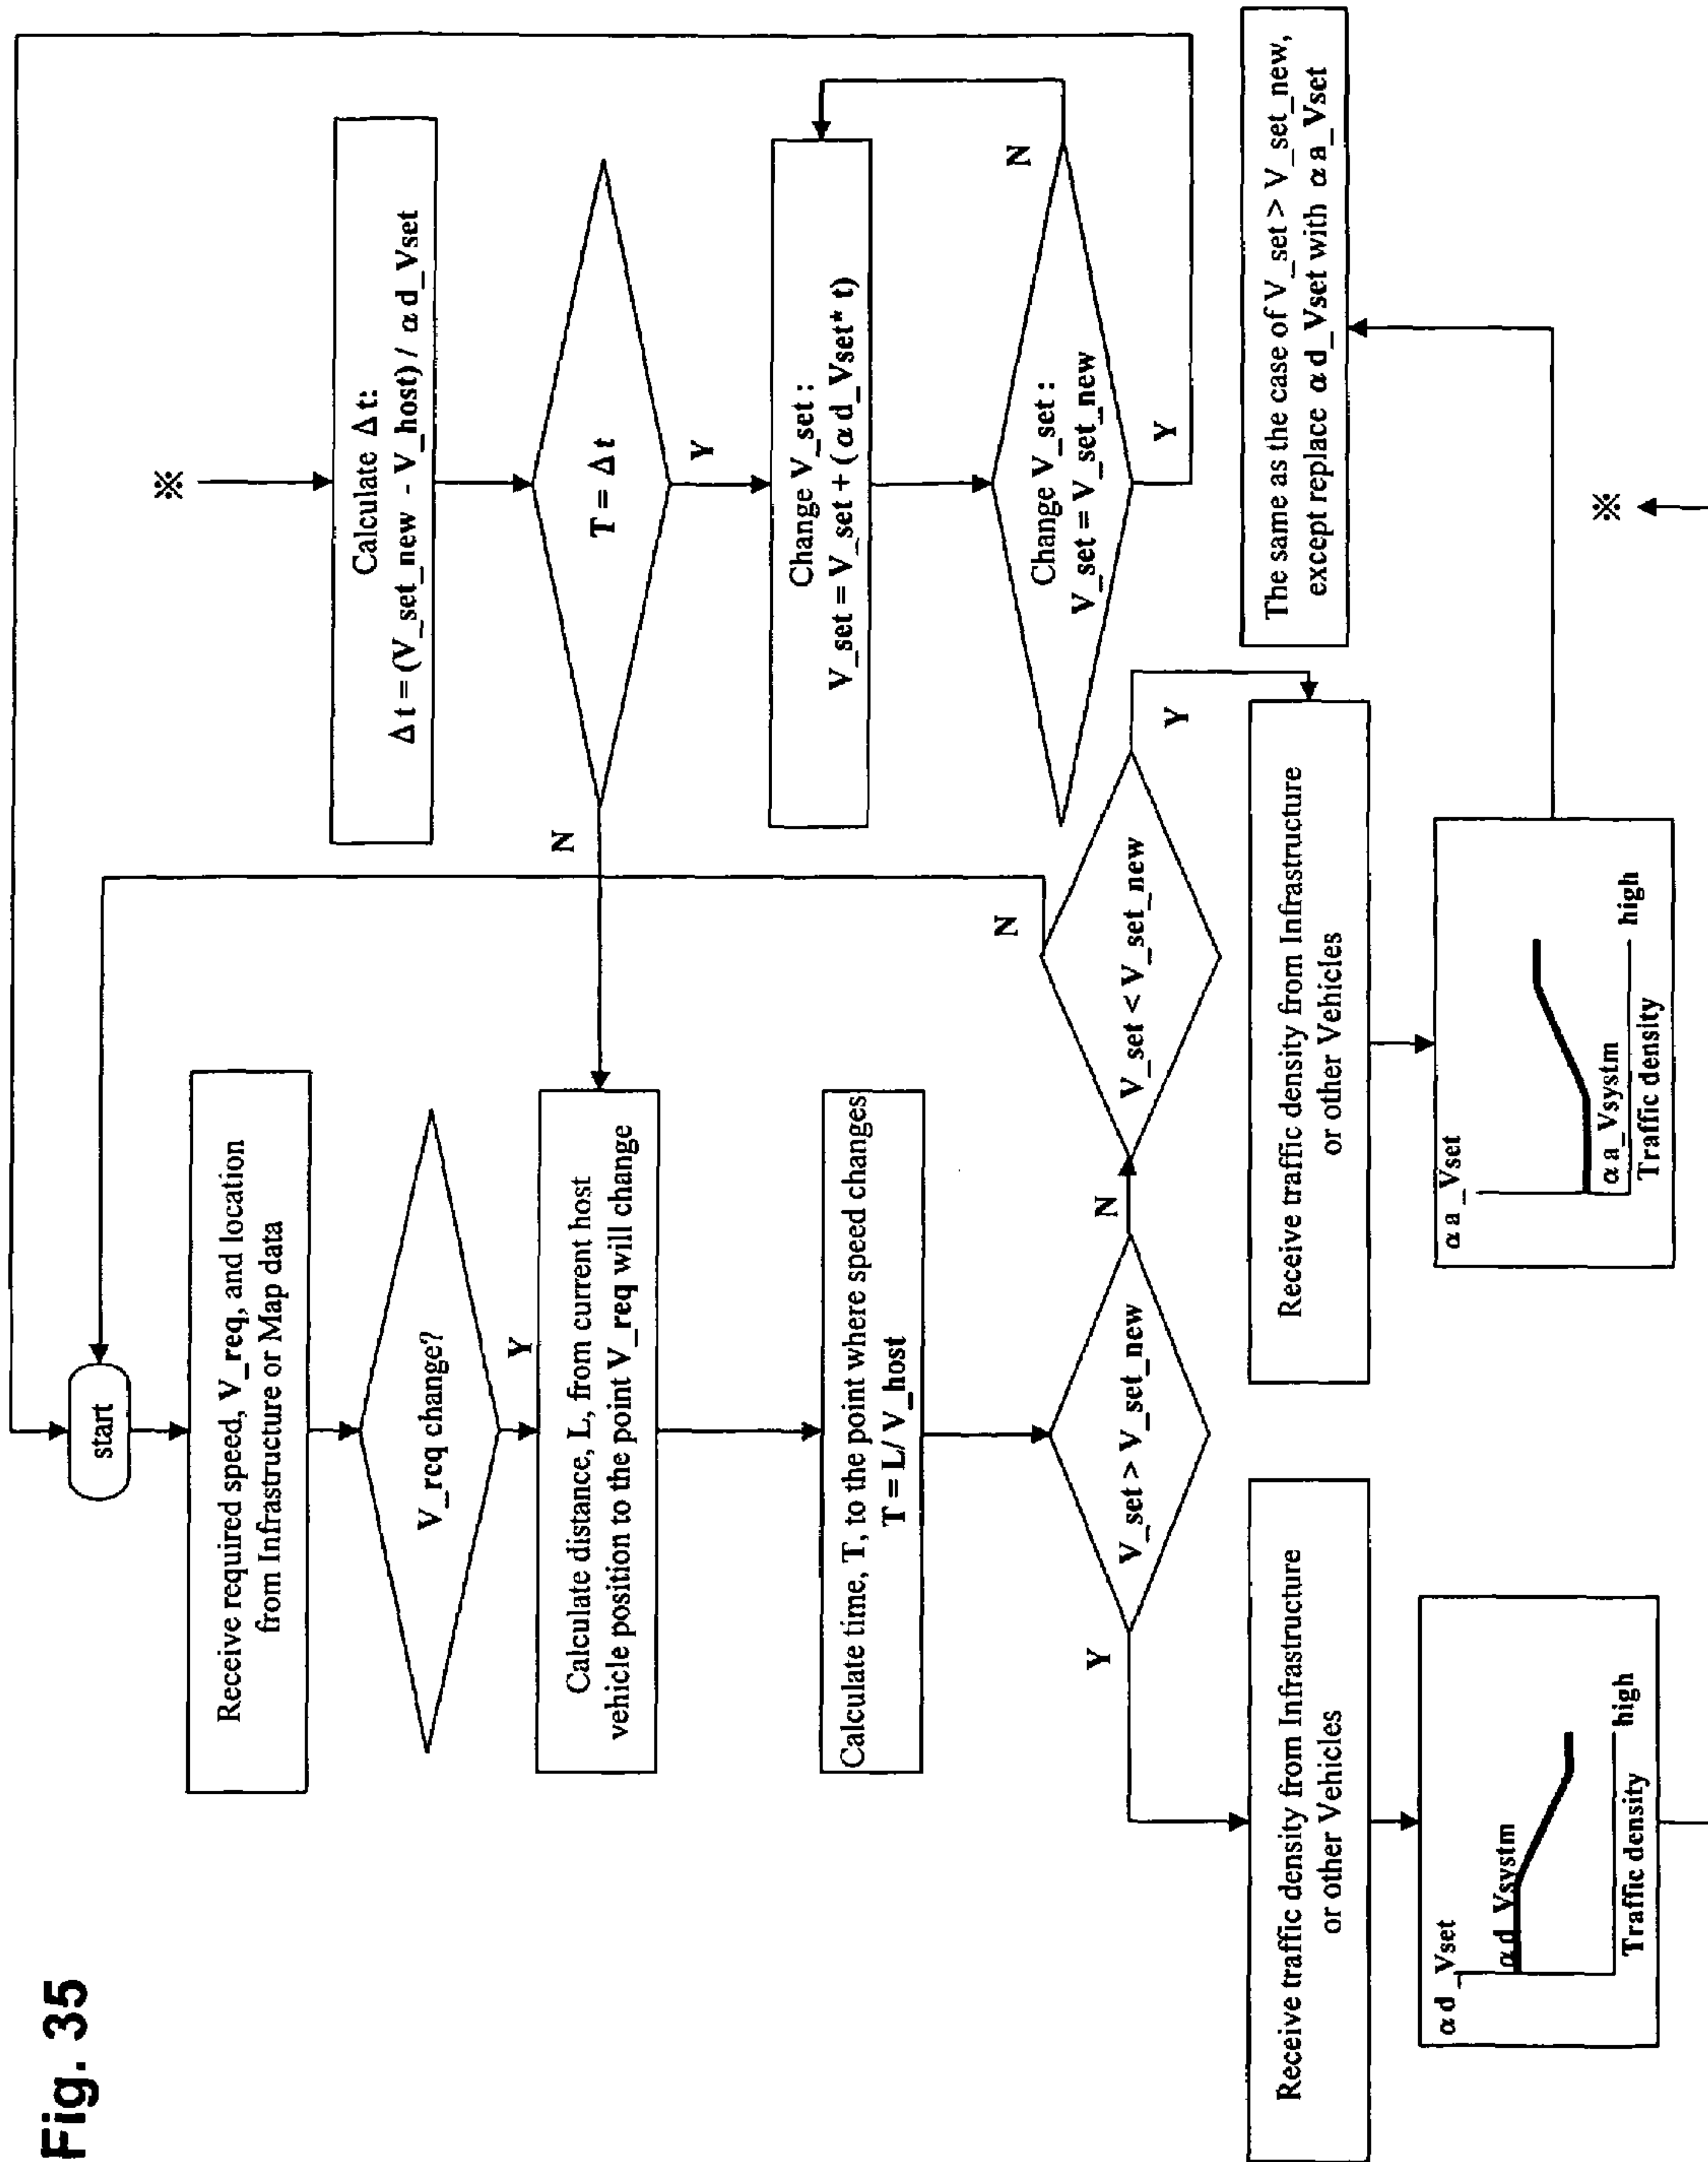 Fig. 35
start
Receive required speed, V_req, and location
from Infrastructure or Map data
V_req change?
Y
Calculate distance, L, from current host
vehicle position to the point V_req will change
Calculate time, T, to the point where speed changes
T = L/ V_host
V_set > V_set_new
Y
N
Receive traffic density from Infrastructure
or other Vehicles
α d _Vset
α d_Vsystm
high
Traffic density
V_set < V_set_new
N
Y
Receive traffic density from Infrastructure
or other Vehicles
α a _Vset
α a_Vsystm
high
Traffic density
※
Calculate Δt:
Δt = (V_set_new - V_host) / α d_Vset
T = Δt
N
Y
Change V_set :
V_set = V_set + ( α d_Vset* t)
Change V_set :
V_set = V_set_new
N
Y
The same as the case of V_set > V_set_new,
except replace α d_Vset with α a_Vset
※